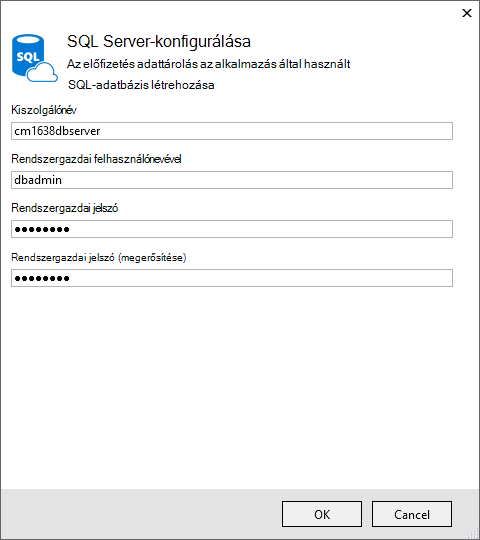 SQL
SQL Server-konfigurálása
Az előfizetés adattárolás az alkalmazás által használt
SQL-adatbázis létrehozása
Kiszolgálónév
cm1638dbserver
Rendszergazdai felhasználónevével
dbadmin
Rendszergazdai jelszó
●●●●●●●●
Rendszergazdai jelszó (megerősítése)
●●●●●●●●
OK
Cancel